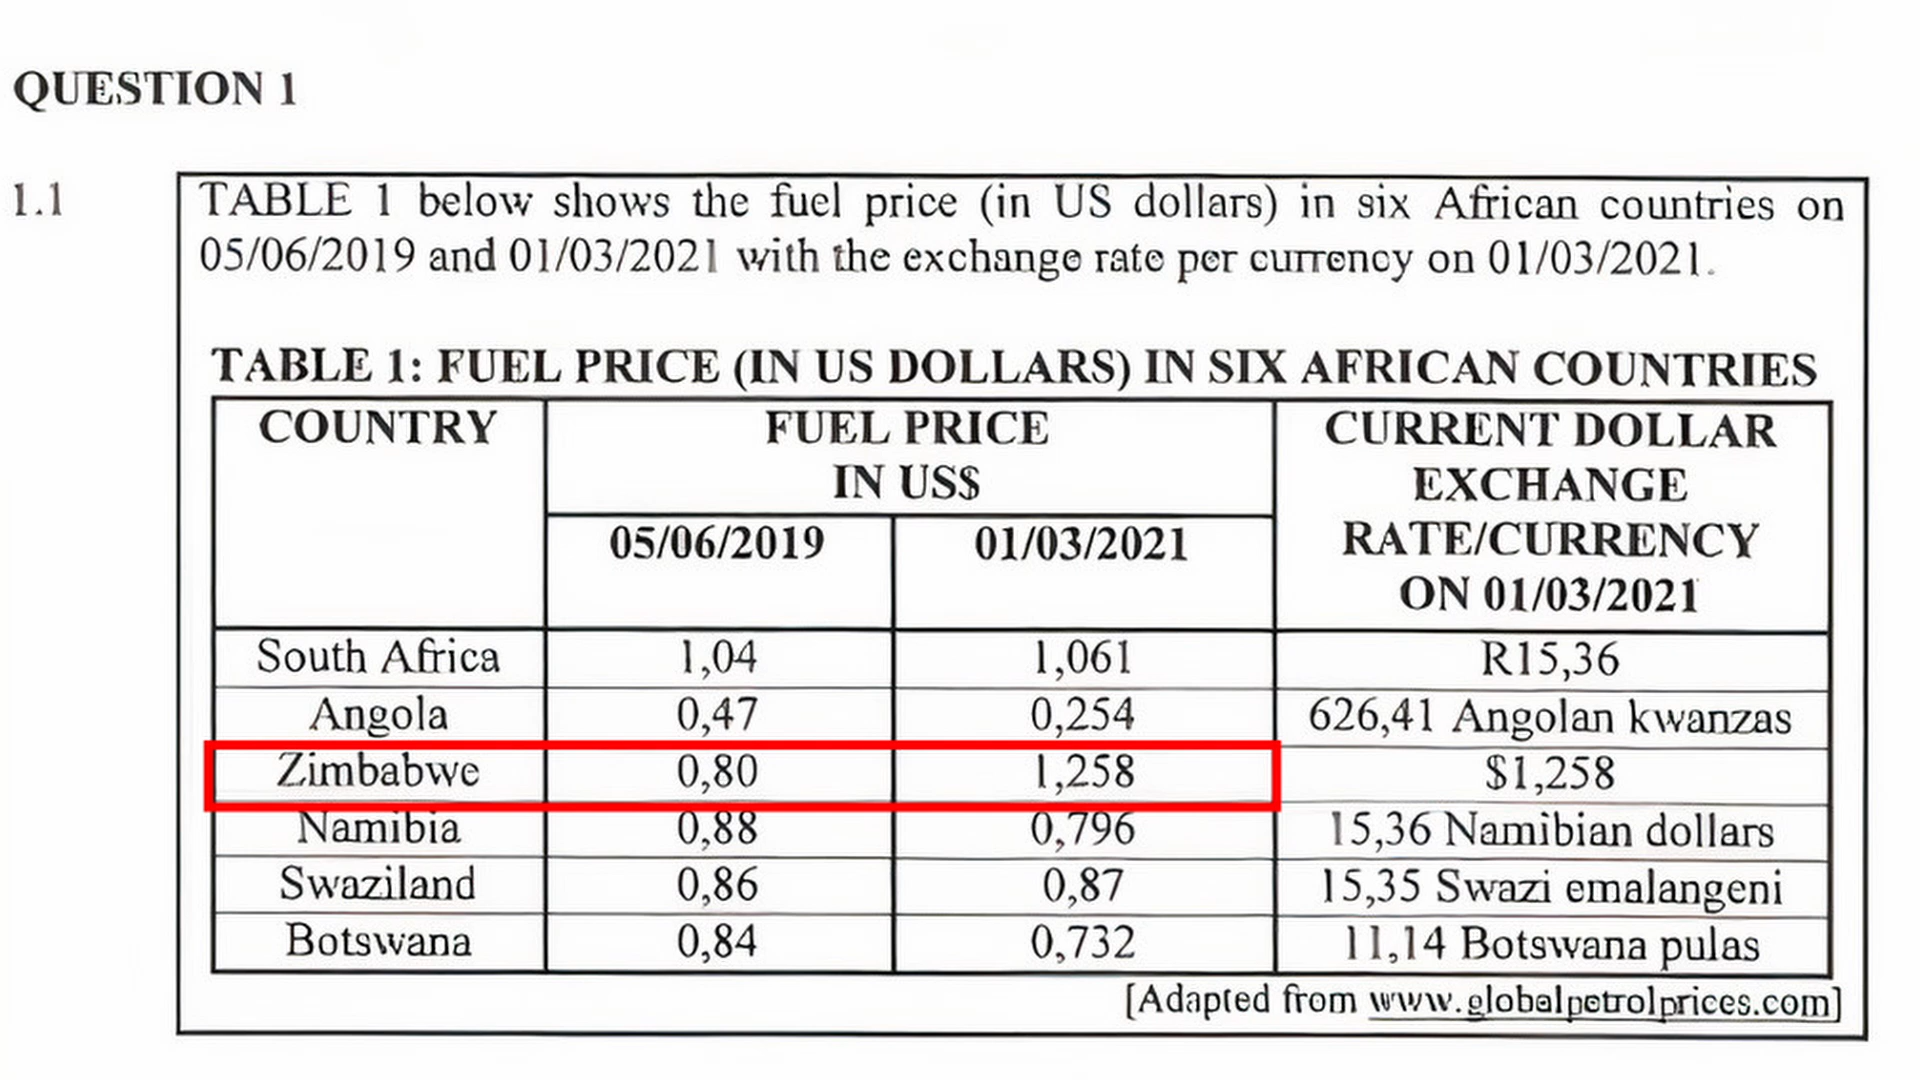 QUESTION 1
1.1
TABLE 1 below shows the fuel price (in US dollars) in six African countries on
05/06/2019 and 01/03/2021 with the exchange rate per currency on 01/03/2021.
TABLE 1: FUEL PRICE (IN US DOLLARS) IN SIX AFRICAN COUNTRIES
COUNTRY
FUEL PRICE
IN US$
CURRENT DOLLAR
EXCHANGE
RATE/CURRENCY
ON 01/03/2021
05/06/2019 01/03/2021
South Africa 1,04 1,061 R15,36
Angola 0,47 0,254 626,41 Angolan kwanzas
Zimbabwe 0,80 1,258 $1,258
Namibia 0,88 0,796 15,36 Namibian dollars
Swaziland 0,86 0,87 15,35 Swazi emalangeni
Botswana 0,84 0,732 11,14 Botswana pulas
[Adapted from www.globalpetrolprices.com]